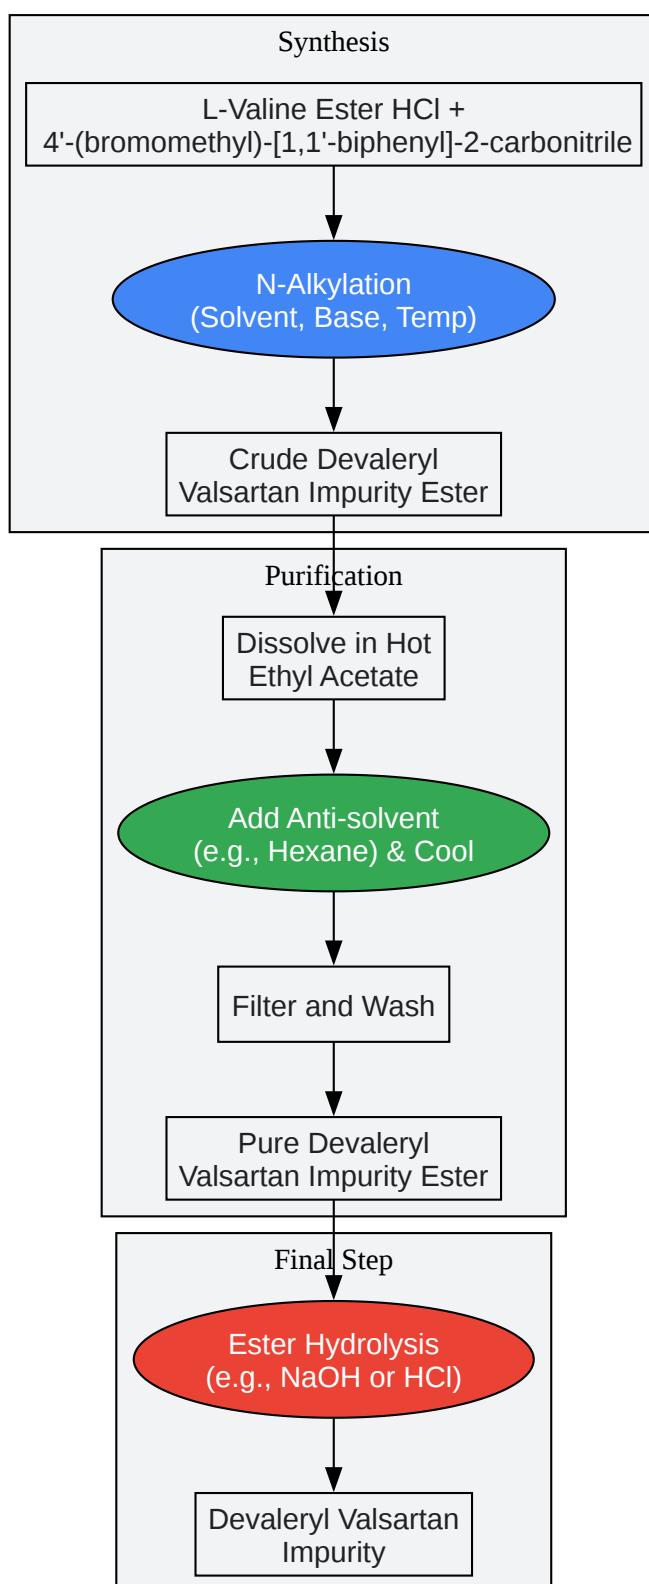 Synthesis
L-Valine Ester HCl +
4'-(bromomethyl)-[1,1'-biphenyl]-2-carbonitrile
N-Alkylation
(Solvent, Base, Temp)
Crude Devaleryl
Valsartan Impurity Ester
Purification
Dissolve in Hot
Ethyl Acetate
Add Anti-solvent
(e.g., Hexane) & Cool
Filter and Wash
Pure Devaleryl
Valsartan Impurity Ester
Final Step
Ester Hydrolysis
(e.g., NaOH or HCl)
Devaleryl Valsartan
Impurity